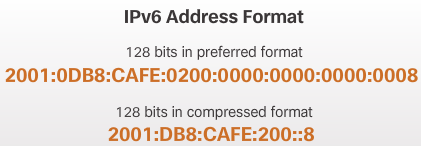 IPv6 Address Format
128 bits in preferred format
2001:0DB8:CAFE:0200:0000:0000:0000:0008
128 bits in compressed format
2001:DB8:CAFE:200::8